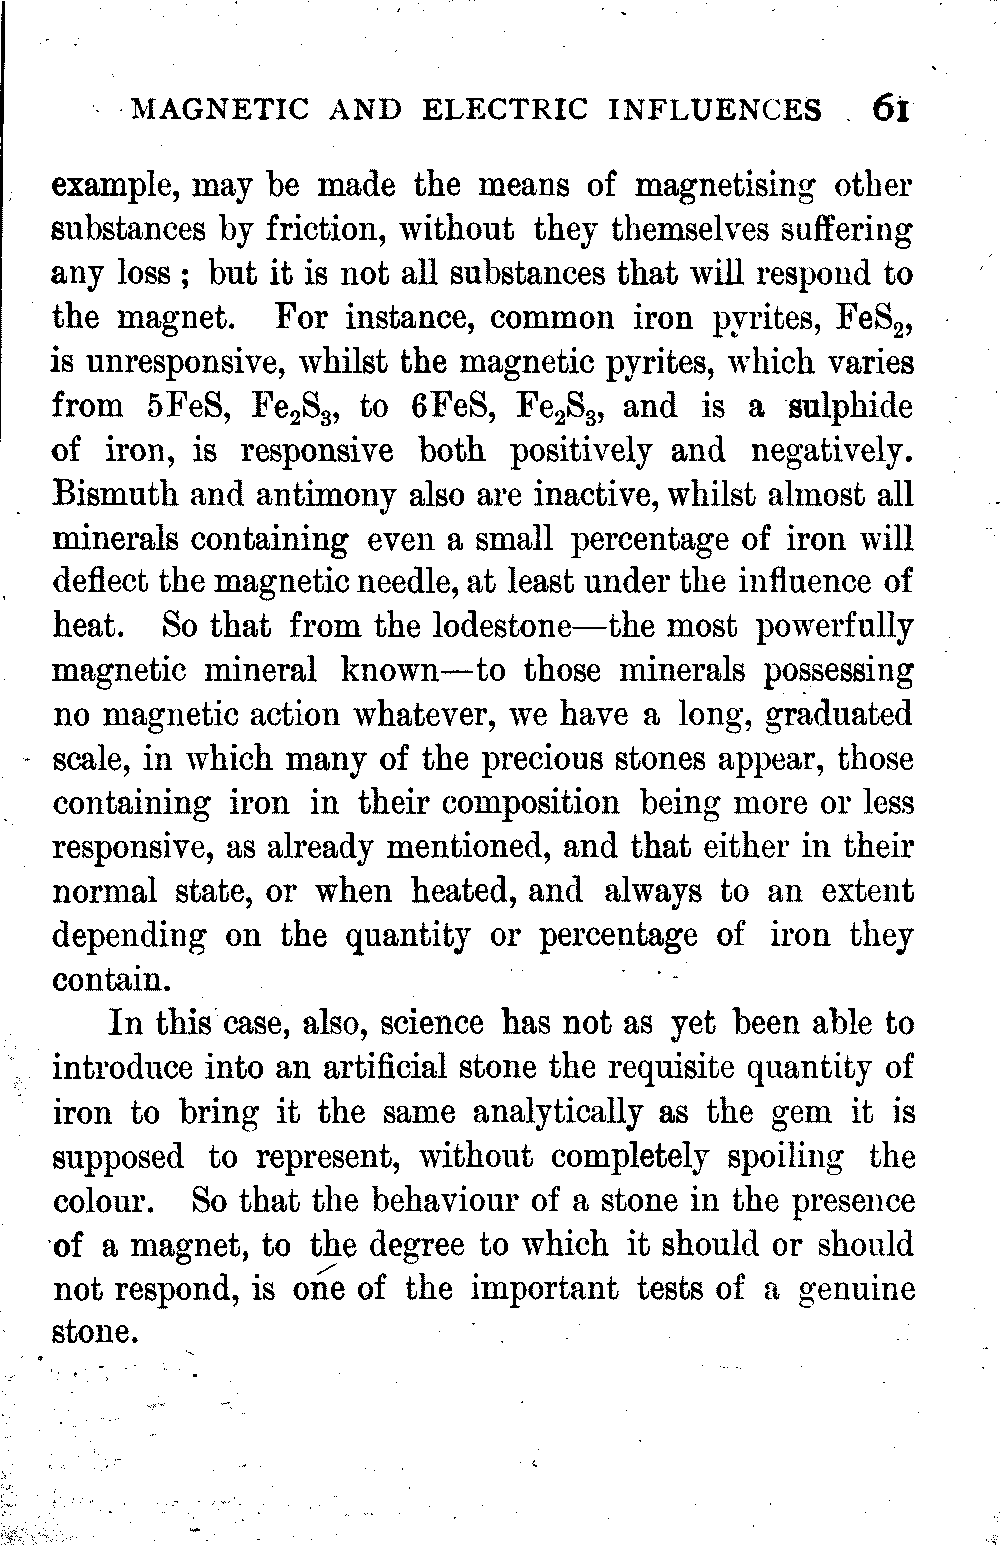 MAGNETIC AND ELECTRIC INFLUENCES 61
example, may be made the means of magnetising other
substances by friction, without they themselves suffering
any loss ; but it is not all substances that will respond to
the magnet. For instance, common iron pyrites, FeS₂,
is unresponsive, whilst the magnetic pyrites, which varies
from 5FeS, Fe₂S₃, to 6FeS, Fe₂S₃, and is a sulphide
of iron, is responsive both positively and negatively.
Bismuth and antimony also are inactive, whilst almost all
minerals containing even a small percentage of iron will
deflect the magnetic needle, at least under the influence of
heat. So that from the lodestone—the most powerfully
magnetic mineral known—to those minerals possessing
no magnetic action whatever, we have a long, graduated
scale, in which many of the precious stones appear, those
containing iron in their composition being more or less
responsive, as already mentioned, and that either in their
normal state, or when heated, and always to an extent
depending on the quantity or percentage of iron they
contain.
In this case, also, science has not as yet been able to
introduce into an artificial stone the requisite quantity of
iron to bring it the same analytically as the gem it is
supposed to represent, without completely spoiling the
colour. So that the behaviour of a stone in the presence
of a magnet, to the degree to which it should or should
not respond, is one of the important tests of a genuine
stone.